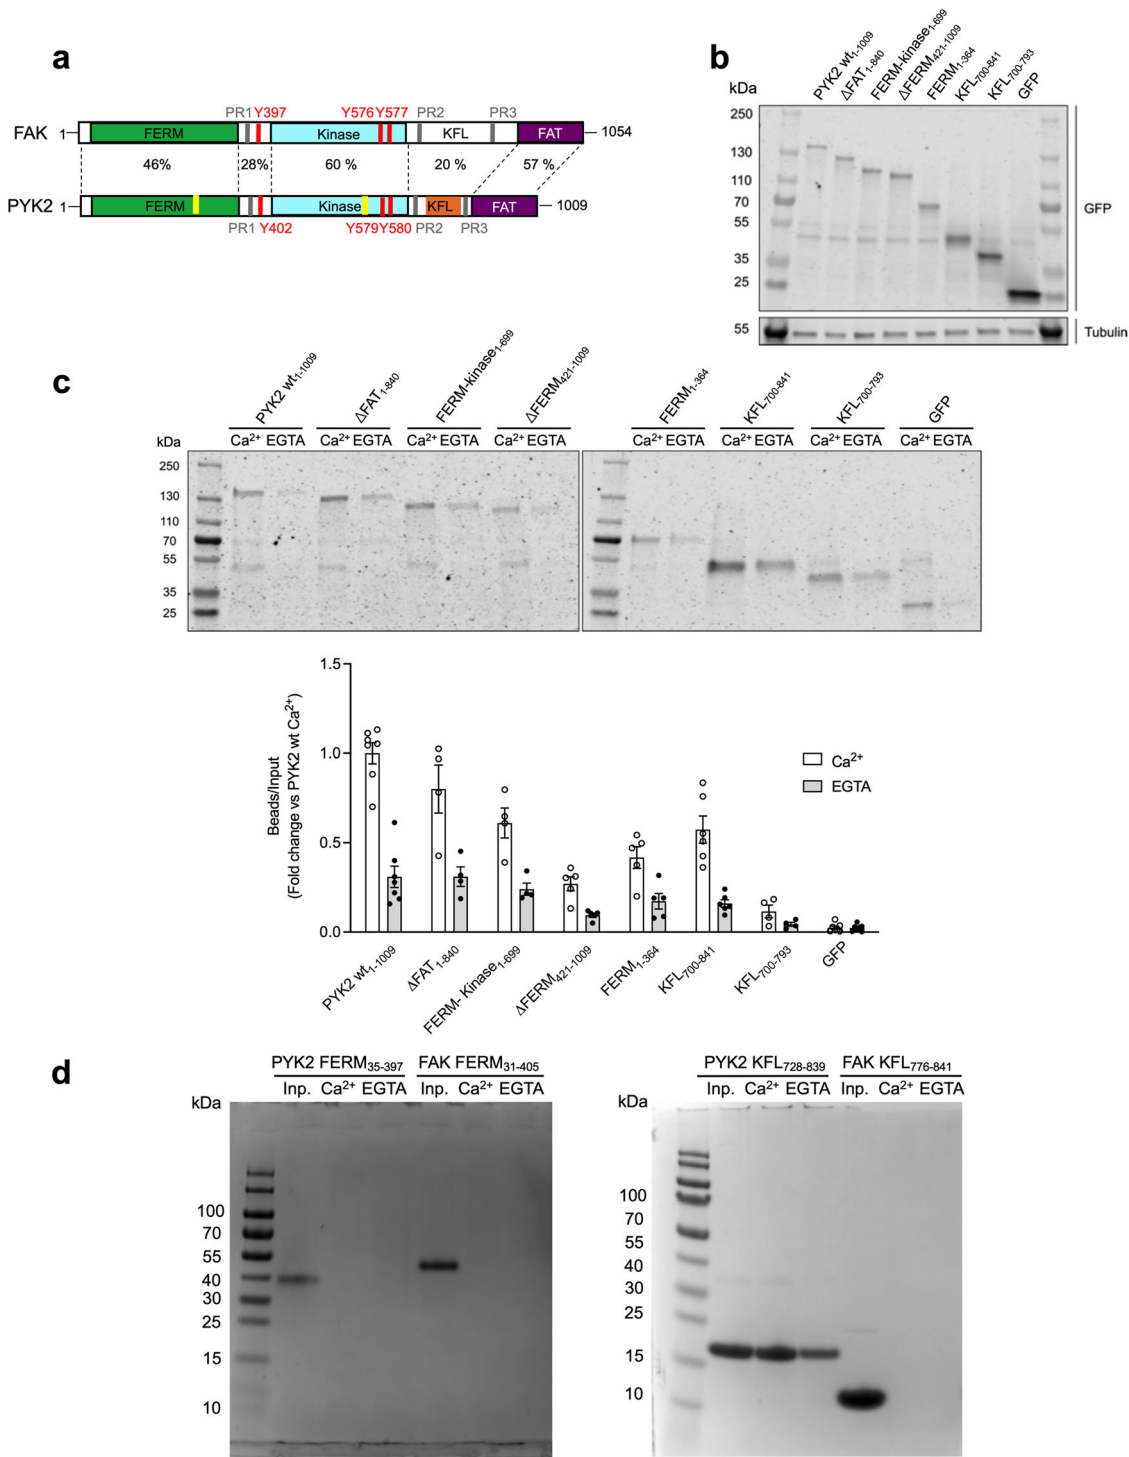 a
PR1 Y397 Y576 Y577 PR2 PR3
FAK 1 FERM Kinase KFL FAT 1054
46% 28% 60 % 20 % 57 %
PYK2 1 FERM Kinase KFL FAT 1009
PR1 Y402 Y579 Y580 PR2 PR3
b
kDa PYK2 wt1-1009 ΔFAT1-840 FERM-kinase1-699 ΔFERM421-1009 FERM1-364 KFL700-841 KFL700-793 GFP
250
130
110
70
55
35
25
GFP
55 Tubulin
c
PYK2 wt1-1009 ΔFAT1-840 FERM-kinase1-699 ΔFERM421-1009 FERM1-364 KFL700-841 KFL700-793 GFP
kDa Ca2+ EGTA Ca2+ EGTA Ca2+ EGTA Ca2+ EGTA Ca2+ EGTA Ca2+ EGTA Ca2+ EGTA Ca2+ EGTA
250
130
110
70
55
35
25
Beads/Input
(Fold change vs PYK2 wt Ca2+)
1.5
1.0
0.5
0.0
Ca2+
EGTA
PYK2 wt1-1009 ΔFAT1-840 FERM- Kinase1-699 ΔFERM421-1009 FERM1-364 KFL700-841 KFL700-793 GFP
d
PYK2 FERM35-397 FAK FERM31-405
Inp. Ca2+ EGTA Inp. Ca2+ EGTA
kDa
100
70
55
40
30
25
15
10
PYK2 KFL728-839 FAK KFL776-841
Inp. Ca2+ EGTA Inp. Ca2+ EGTA
kDa
100
70
55
40
30
25
15
10